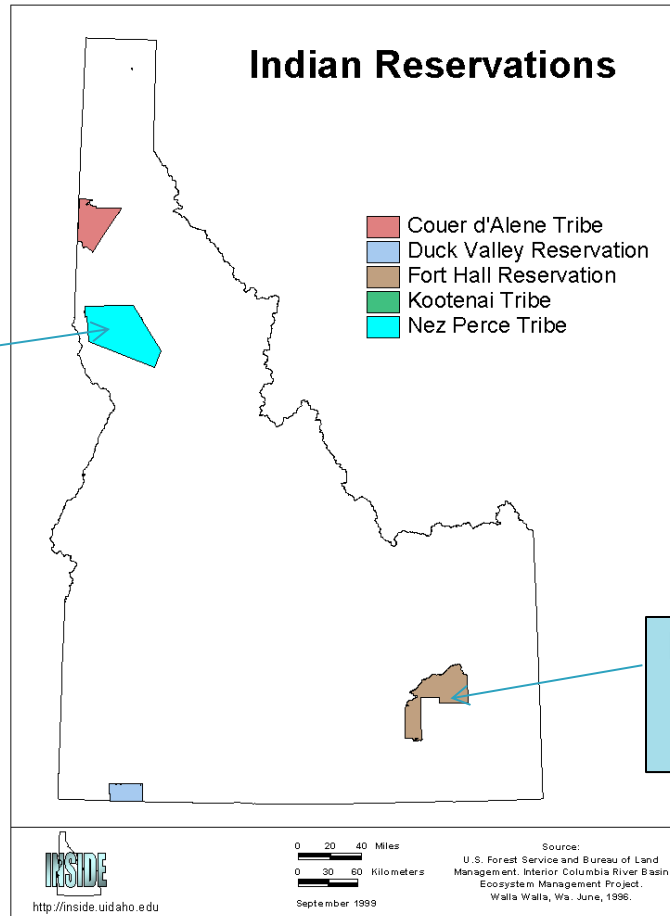 Indian Reservations
Couer d'Alene Tribe
Duck Valley Reservation
Fort Hall Reservation
Kootenai Tribe
Nez Perce Tribe
INSIDE
http://inside.uidaho.edu
0 20 40 Miles
0 30 60 Kilometers
September 1999
Source:
U.S. Forest Service and Bureau of Land
Management. Interior Columbia River Basin
Ecosystem Management Project.
Walla Walla, Wa. June, 1996.